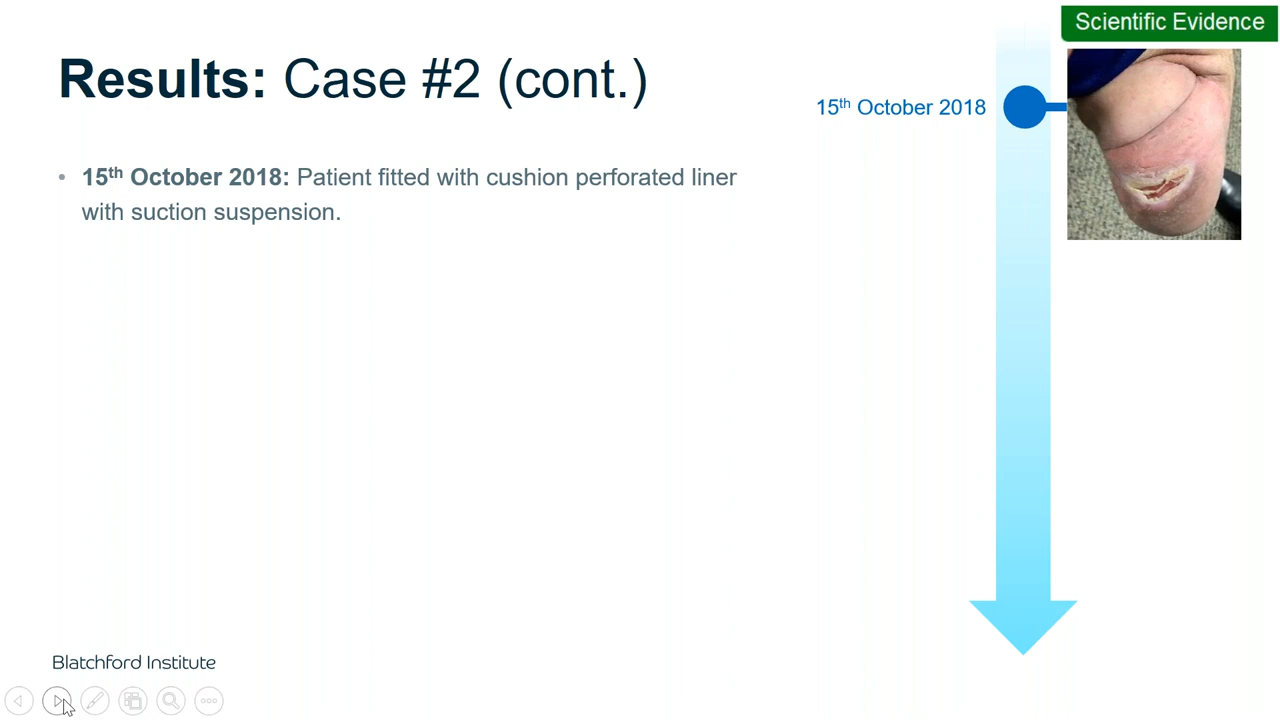 Scientific Evidence
Results: Case #2 (cont.)
15th October 2018
• 15th October 2018: Patient fitted with cushion perforated liner
with suction suspension.
Blatchford Institute